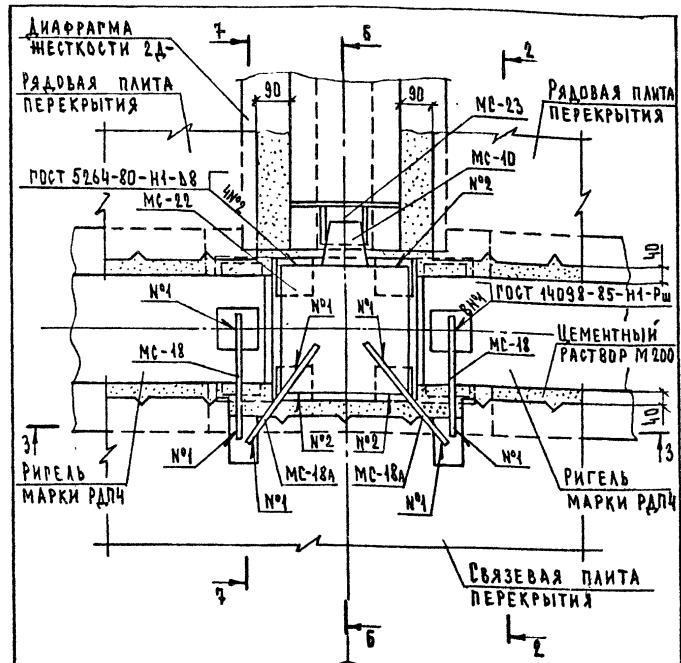 ДИАФРАГМА
ЖЕСТКОСТИ 2Д-
РЯДОВАЯ ПЛИТА
ПЕРЕКРЫТИЯ
7
6
2
90
90
МС-23
РЯДОВАЯ ПЛИТА
ПЕРЕКРЫТИЯ
МС-10
№2
ГОСТ 5264-80-Н1-Δ8
4№2
МС-22
40
№1
№1
№1
8№1
ГОСТ 14098-85-Н1-Рш
МС-18
МС-18
ЦЕМЕНТНЫЙ
РАСТВОР М200
40
3
№1
№2
№2
№1
3
РИГЕЛЬ
МАРКИ РДП4
№1
МС-18А
МС-18А
№1
РИГЕЛЬ
МАРКИ РДП4
СВЯЗЕВАЯ ПЛИТА
ПЕРЕКРЫТИЯ
7
6
2